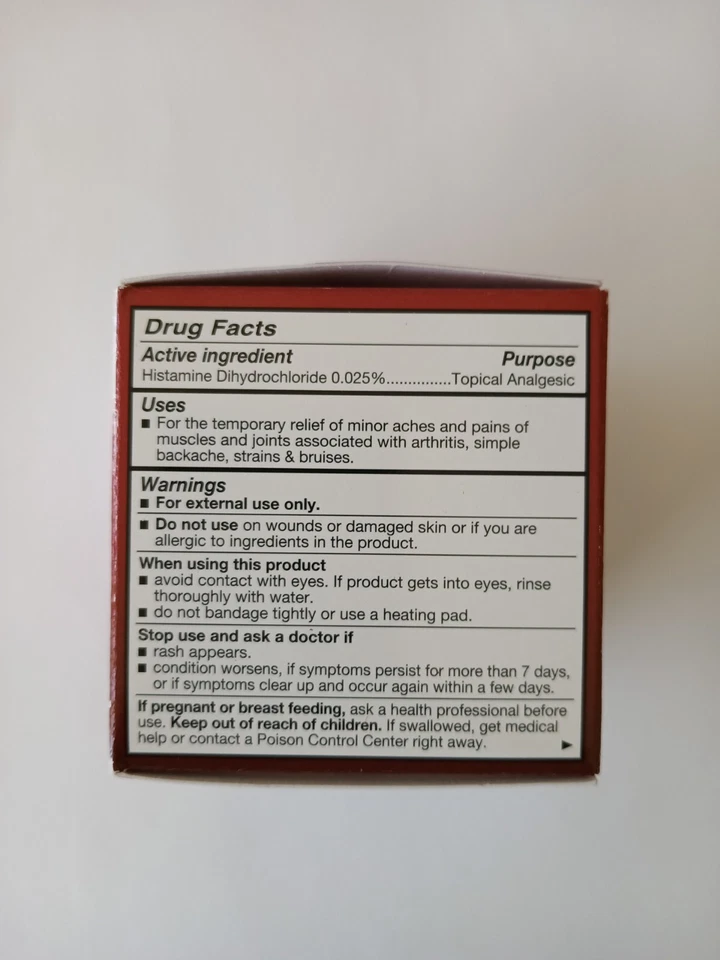 Drug Facts
Active ingredient Purpose
Histamine Dihydrochloride 0.025%...............Topical Analgesic
Uses
■ For the temporary relief of minor aches and pains of
muscles and joints associated with arthritis, simple
backache, strains & bruises.
Warnings
■ For external use only.
■ Do not use on wounds or damaged skin or if you are
allergic to ingredients in the product.
When using this product
■ avoid contact with eyes. If product gets into eyes, rinse
thoroughly with water.
■ do not bandage tightly or use a heating pad.
Stop use and ask a doctor if
■ rash appears.
■ condition worsens, if symptoms persist for more than 7 days,
or if symptoms clear up and occur again within a few days.
If pregnant or breast feeding, ask a health professional before
use. Keep out of reach of children. If swallowed, get medical
help or contact a Poison Control Center right away. ►